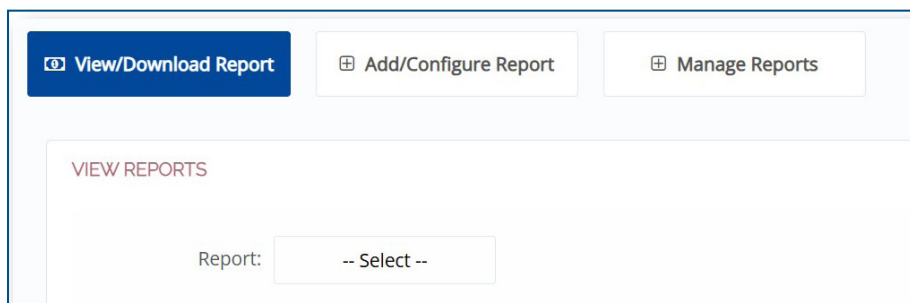 View/Download Report Add/Configure Report Manage Reports
VIEW REPORTS
Report: -- Select --